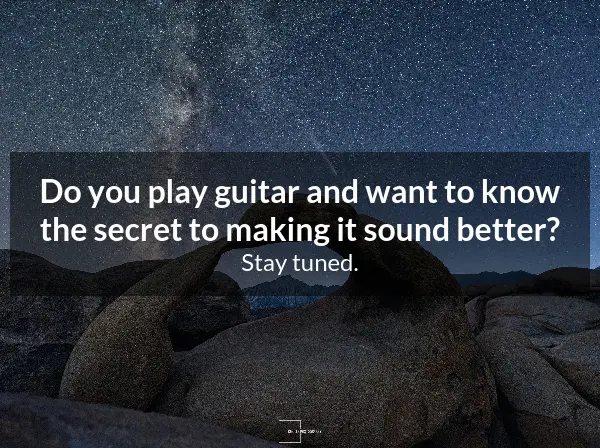 Do you play guitar and want to know
the secret to making it sound better?
Stay tuned.